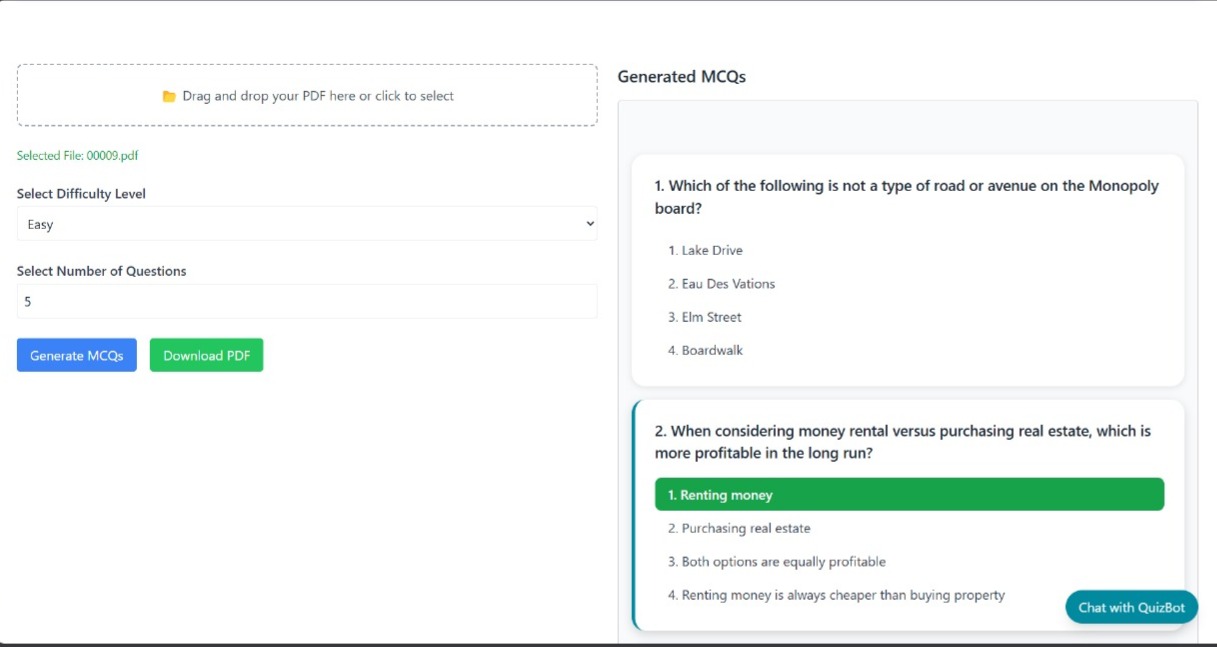 Drag and drop your PDF here or click to select
Selected File: 00009.pdf
Select Difficulty Level
Easy
Select Number of Questions
5
Generate MCQs
Download PDF
Generated MCQs
1. Which of the following is not a type of road or avenue on the Monopoly
board?
1. Lake Drive
2. Eau Des Vations
3. Elm Street
4. Boardwalk
2. When considering money rental versus purchasing real estate, which is
more profitable in the long run?
1. Renting money
2. Purchasing real estate
3. Both options are equally profitable
4. Renting money is always cheaper than buying property
Chat with QuizBot